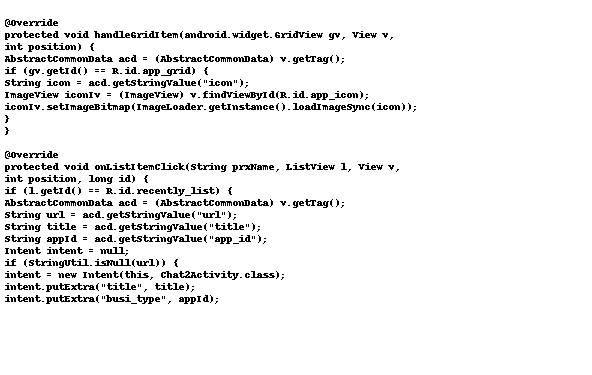 @Override
protected void handleGridItem(android.widget.GridView gv, View v,
int position) {
AbstractCommonData acd = (AbstractCommonData) v.getTag();
if (gv.getId() == R.id.app_grid) {
String icon = acd.getStringValue("icon");
ImageView iconIv = (ImageView) v.findViewById(R.id.app_icon);
iconIv.setImageBitmap(ImageLoader.getInstance().loadImageSync(icon));
}
}

@Override
protected void onListItemClick(String prxName, ListView l, View v,
int position, long id) {
if (l.getId() == R.id.recently_list) {
AbstractCommonData acd = (AbstractCommonData) v.getTag();
String url = acd.getStringValue("url");
String title = acd.getStringValue("title");
String appId = acd.getStringValue("app_id");
Intent intent = null;
if (StringUtil.isNull(url)) {
intent = new Intent(this, Chat2Activity.class);
intent.putExtra("title", title);
intent.putExtra("busi_type", appId);